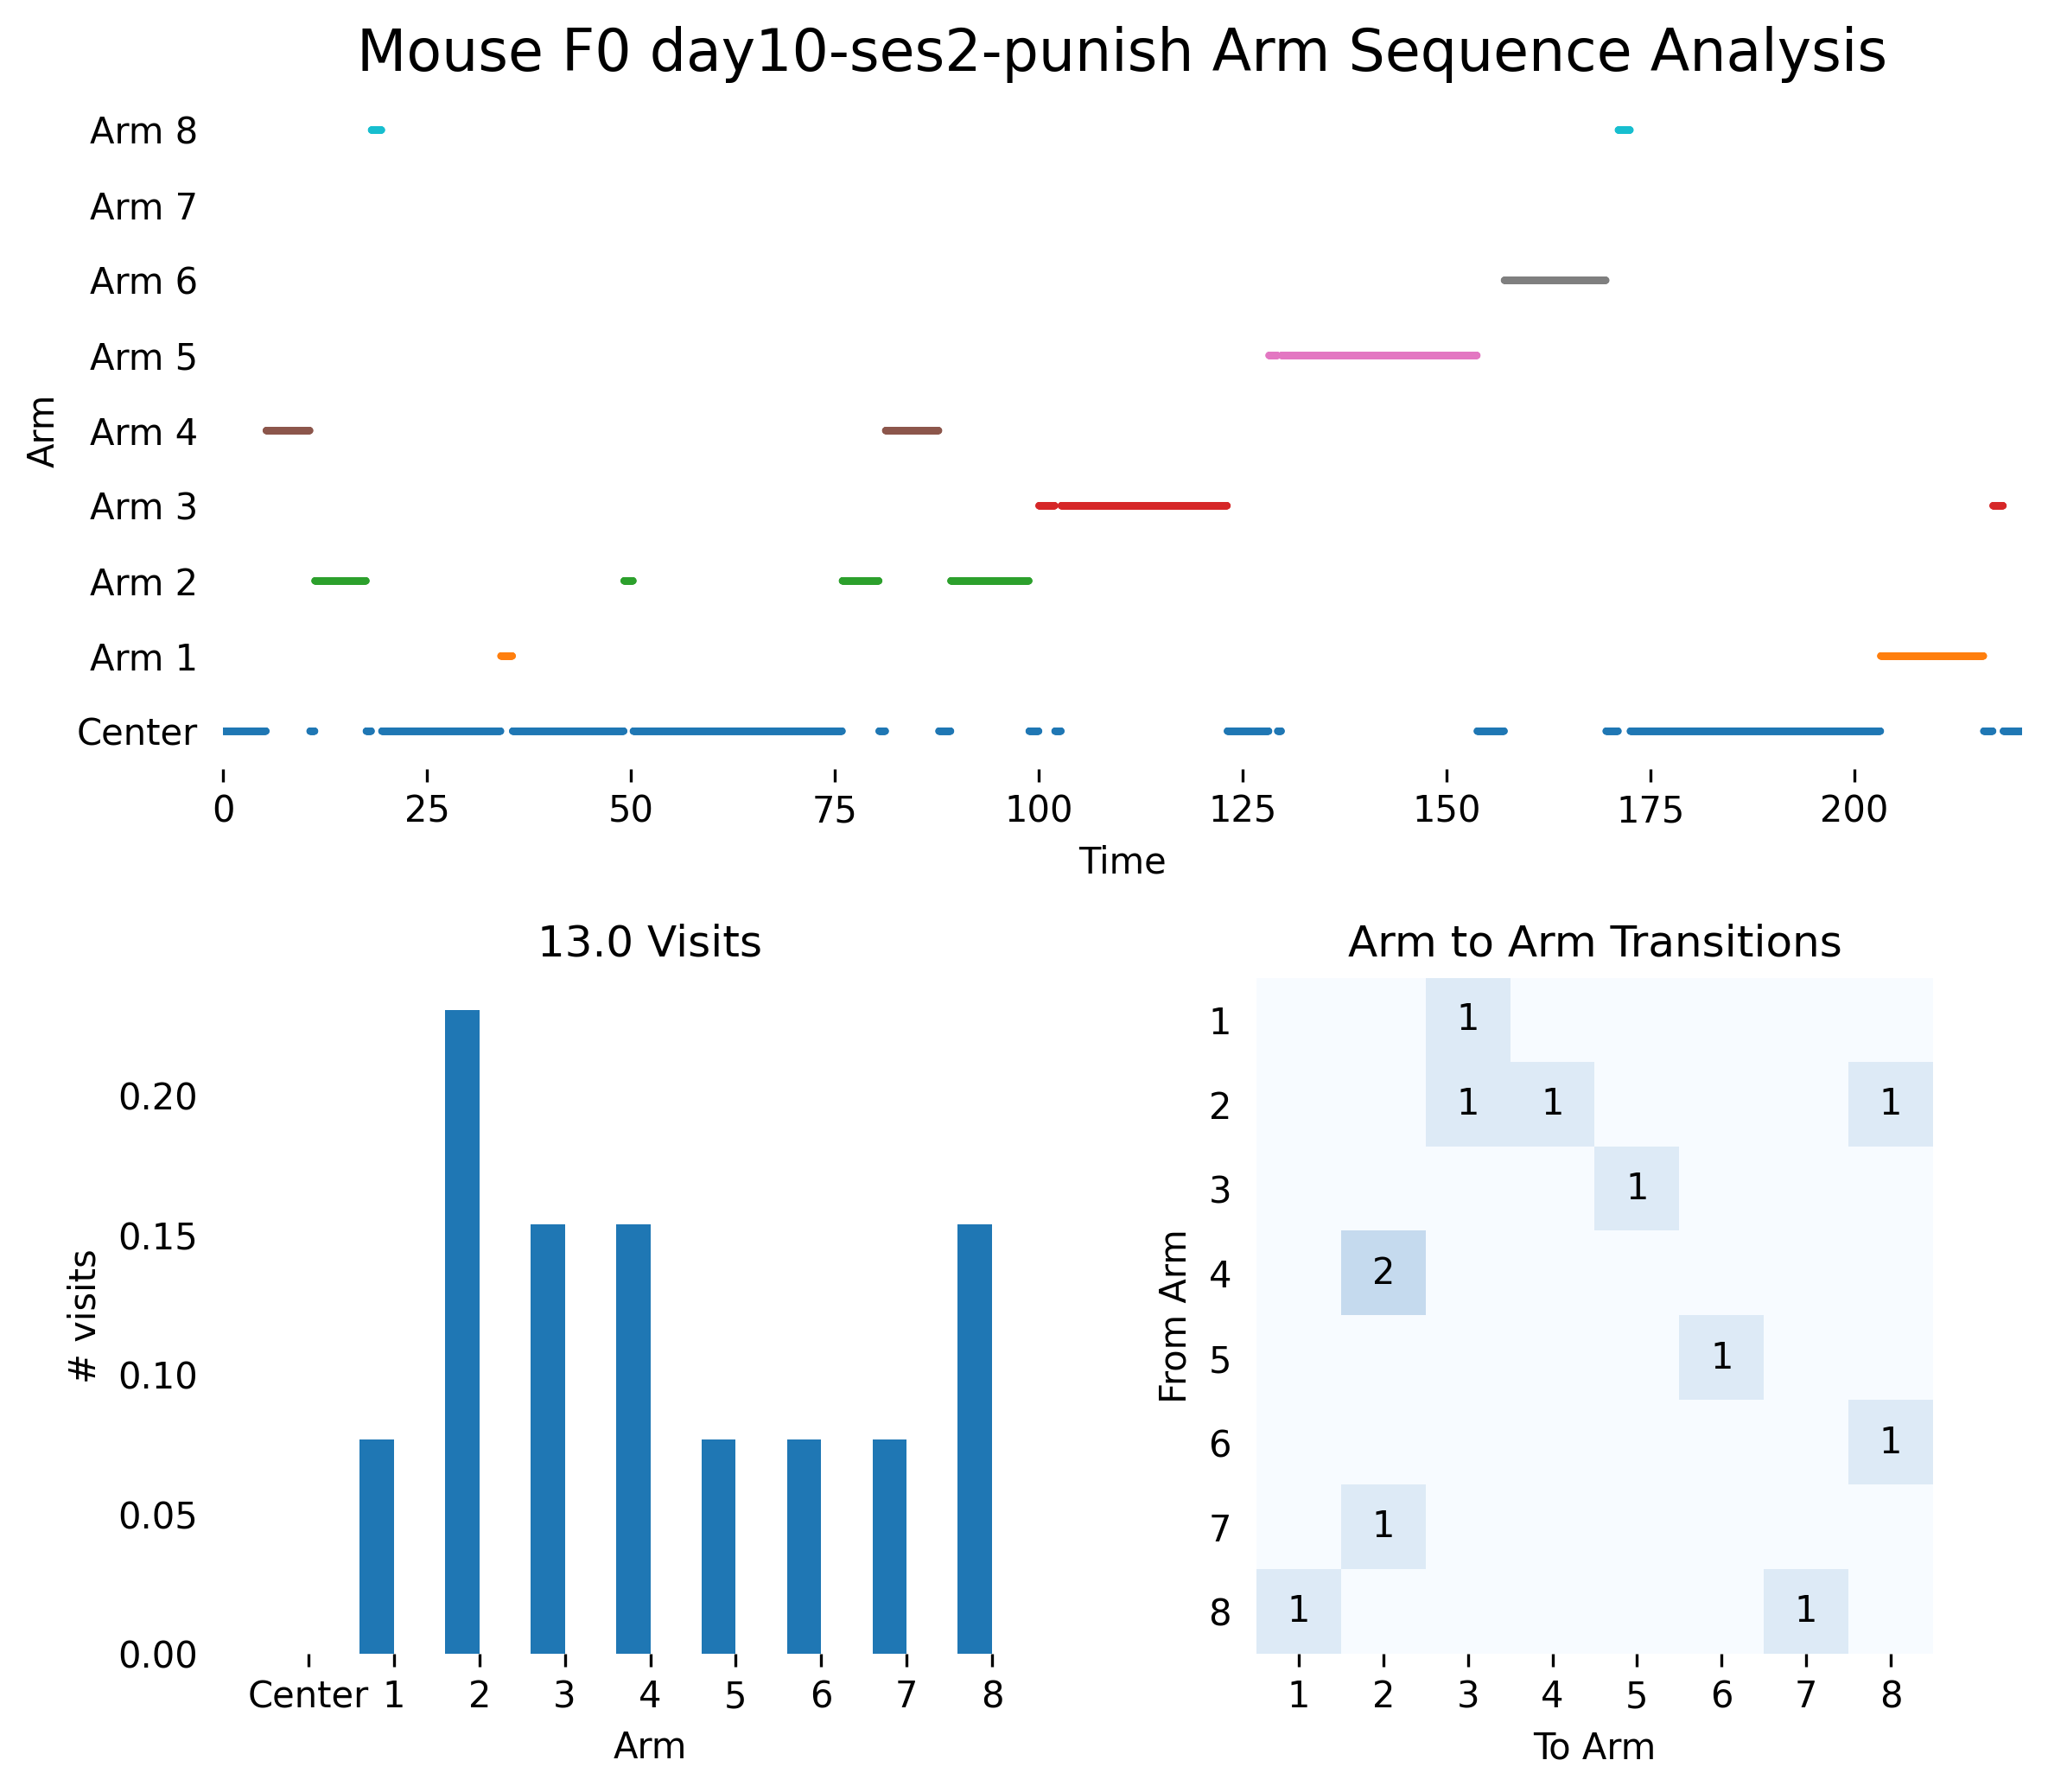 Mouse F0 day10-ses2-punish Arm Sequence Analysis
Arm 8
Arm 7
Arm 6
Arm 5
Arm 4
Arm 3
Arm 2
Arm 1
Center
Arm
0 25 50 75 100 125 150 175 200
Time
13.0 Visits
0.20
0.15
0.10
0.05
0.00
# visits
Center 1 2 3 4 5 6 7 8
Arm
Arm to Arm Transitions
1 1
2 1 1 1
3 1
4 2
5 1
6 1
7 1
8 1 1
From Arm
1 2 3 4 5 6 7 8
To Arm